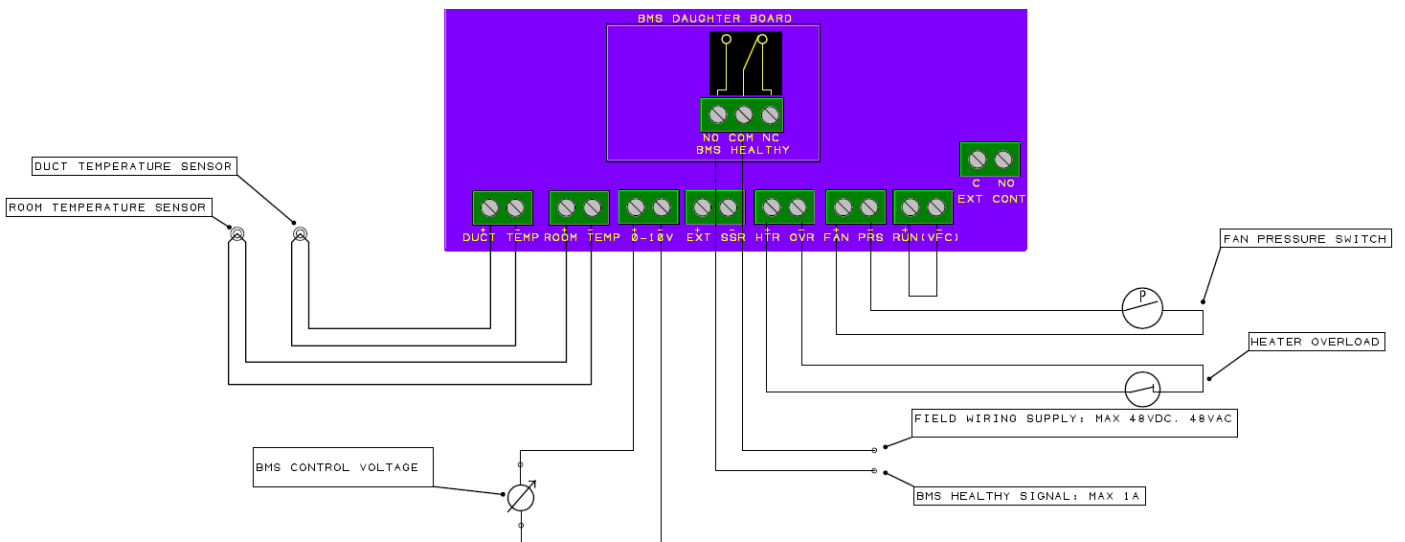 BMS DAUGHTER BOARD
NO COM NC
BMS HEALTHY
C NO
EXT CONT
DUCT TEMPERATURE SENSOR
ROOM TEMPERATURE SENSOR
+ - + - + - + - + - + - + -
DUCT TEMP ROOM TEMP 0-10V EXT SSR HTR OVR FAN PRS RUN(VFC)
FAN PRESSURE SWITCH
P
HEATER OVERLOAD
FIELD WIRING SUPPLY: MAX 48VDC. 48VAC
BMS CONTROL VOLTAGE
BMS HEALTHY SIGNAL: MAX 1A